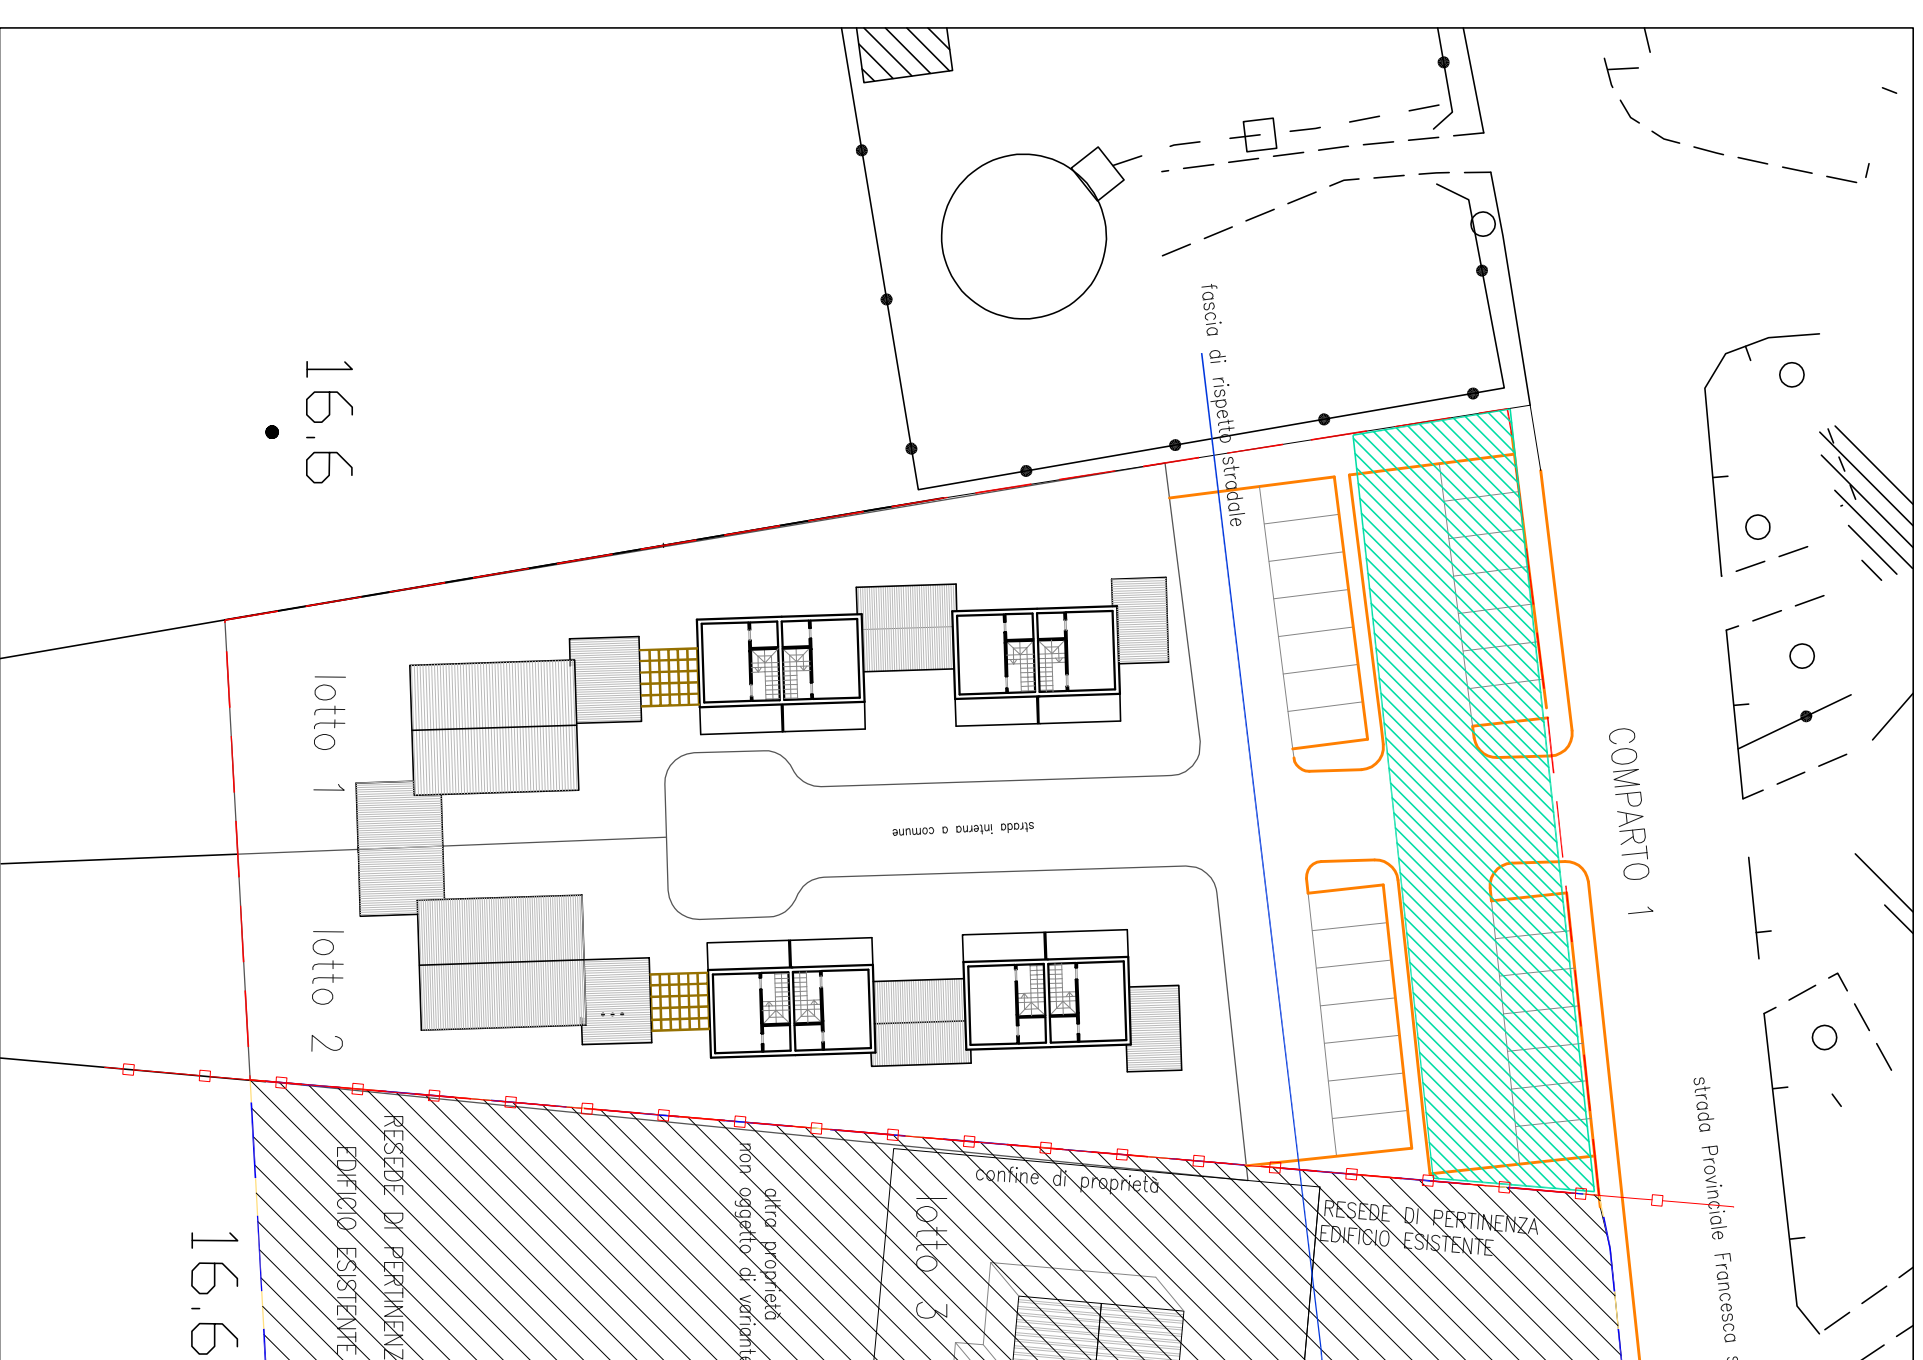 16.6
fascia di rispetto stradale
lotto 1
strada interna a comune
COMPARTO 1
lotto 2
strada Provinciale Francesca s
confine di proprietà
RESEDE DI PERTINENZA
EDIFICIO ESISTENTE
RESEDE DI PERTINENZ
EDIFICIO ESISTENTE
altra proprietà
non oggetto di variante
lotto 3
16.6